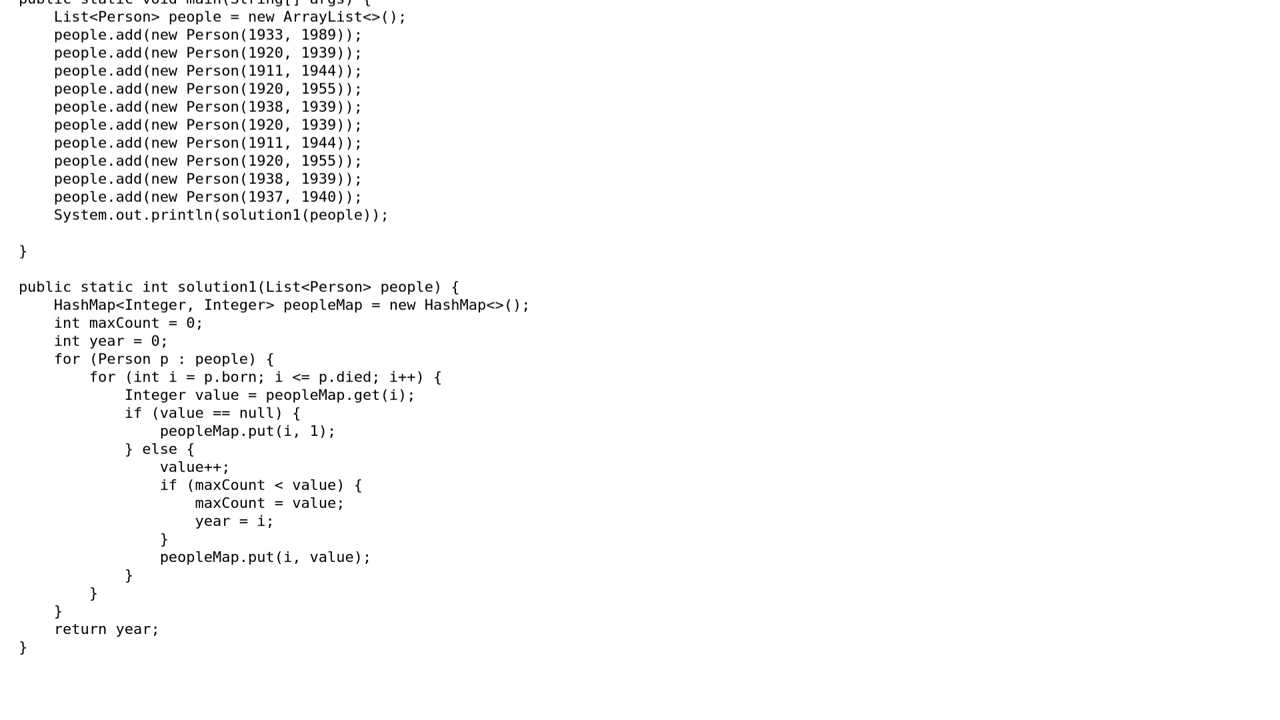 public static void main(String[] args) {
    List<Person> people = new ArrayList<>();
    people.add(new Person(1933, 1989));
    people.add(new Person(1920, 1939));
    people.add(new Person(1911, 1944));
    people.add(new Person(1920, 1955));
    people.add(new Person(1938, 1939));
    people.add(new Person(1920, 1939));
    people.add(new Person(1911, 1944));
    people.add(new Person(1920, 1955));
    people.add(new Person(1938, 1939));
    people.add(new Person(1937, 1940));
    System.out.println(solution1(people));
}
public static int solution1(List<Person> people) {
    HashMap<Integer, Integer> peopleMap = new HashMap<>();
    int maxCount = 0;
    int year = 0;
    for (Person p : people) {
        for (int i = p.born; i <= p.died; i++) {
            Integer value = peopleMap.get(i);
            if (value == null) {
                peopleMap.put(i, 1);
            } else {
                value++;
                if (maxCount < value) {
                    maxCount = value;
                    year = i;
                }
                peopleMap.put(i, value);
            }
        }
    }
    return year;
}